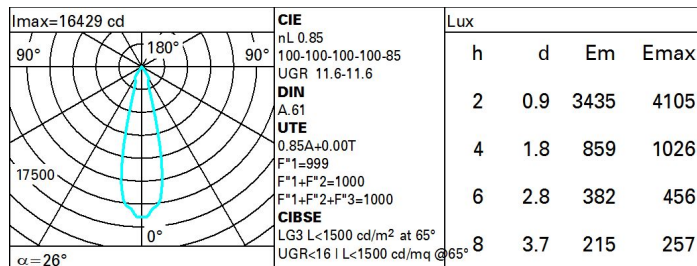 Imax=16429 cd
90°
180°
90°
17500
0°
α=26°
CIE
nL 0.85
100-100-100-100-85
UGR 11.6-11.6
DIN
A.61
UTE
0.85A+0.00T
F"1=999
F"1+F"2=1000
F"1+F"2+F"3=1000
CIBSE
LG3 L<1500 cd/m² at 65°
UGR<16 | L<1500 cd/mq @65°
Lux
h d Em Emax
2 0.9 3435 4105
4 1.8 859 1026
6 2.8 382 456
8 3.7 215 257